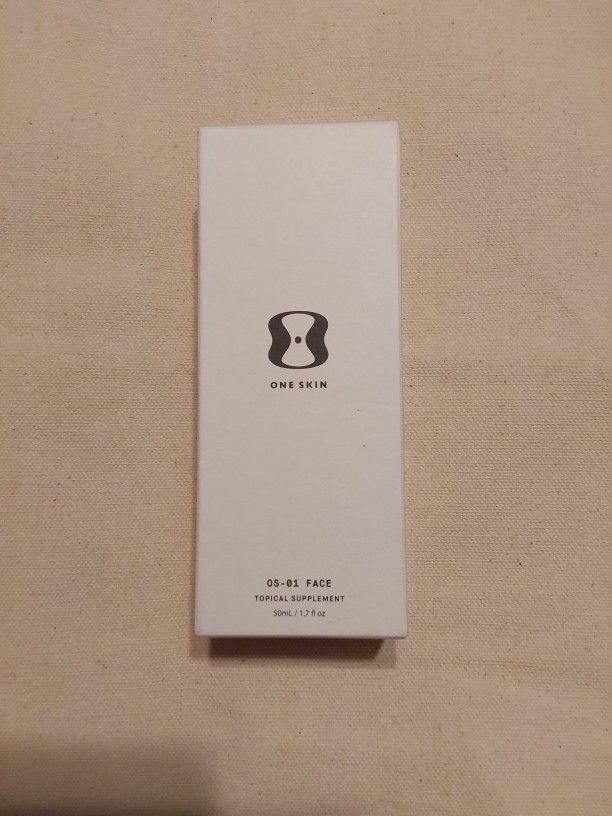 ONE SKIN
OS-01 FACE
TOPICAL SUPPLEMENT
50mL / 1.7 fl oz